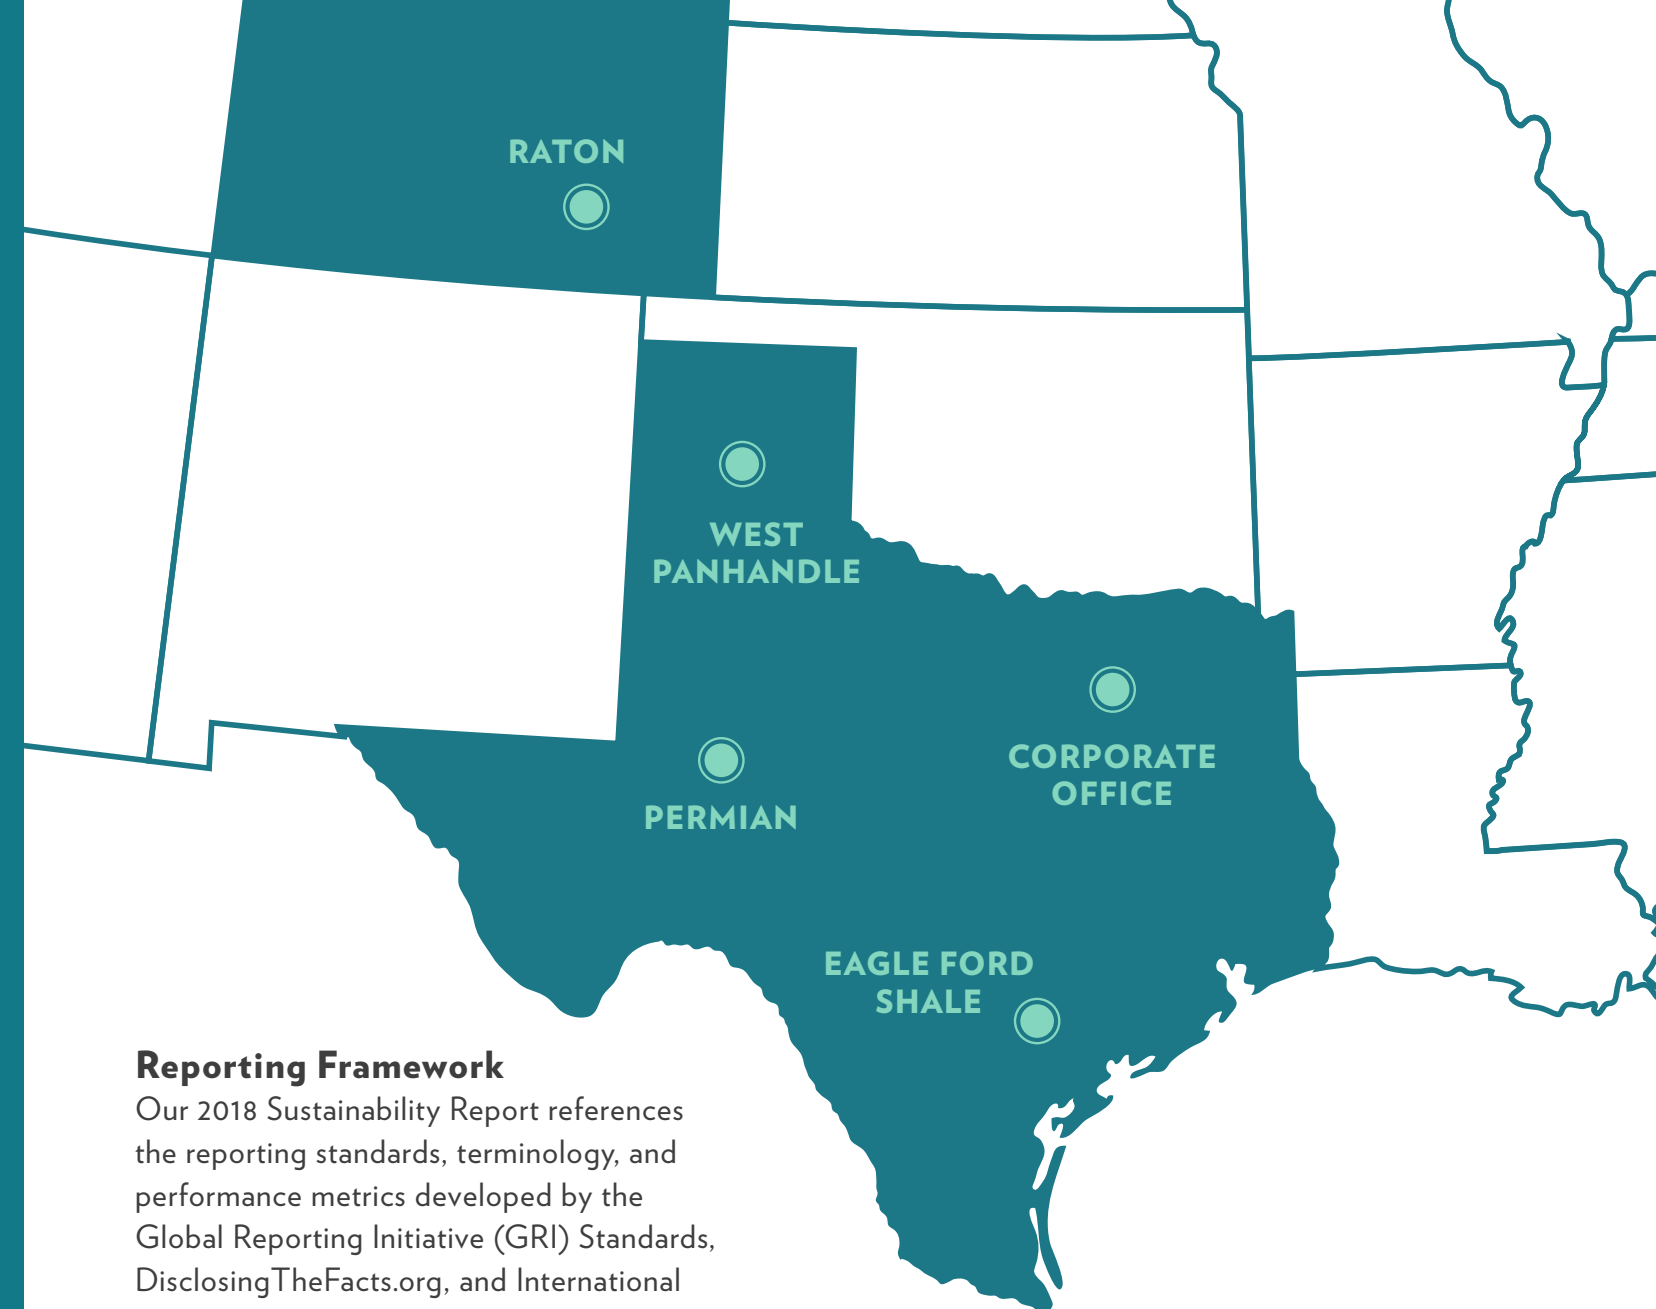 RATON
WEST
PANHANDLE
CORPORATE
OFFICE
PERMIAN
EAGLE FORD
SHALE
Reporting Framework
Our 2018 Sustainability Report references
the reporting standards, terminology, and
performance metrics developed by the
Global Reporting Initiative (GRI) Standards,
DisclosingTheFacts.org, and International